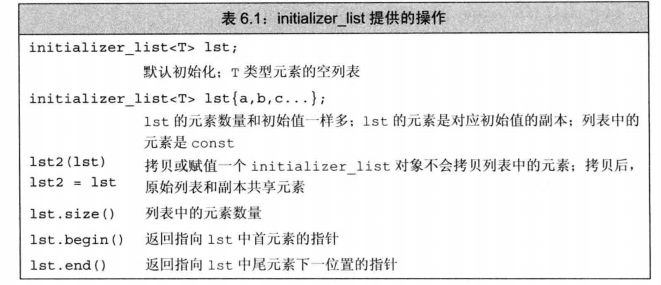 表 6.1：initializer_list 提供的操作
initializer_list<T> lst;
默认初始化；T 类型元素的空列表
initializer_list<T> lst{a,b,c...};
lst 的元素数量和初始值一样多；lst 的元素是对应初始值的副本；列表中的
元素是 const
lst2(lst) 拷贝或赋值一个 initializer_list 对象不会拷贝列表中的元素；拷贝后，
lst2 = lst 原始列表和副本共享元素
lst.size() 列表中的元素数量
lst.begin() 返回指向 lst 中首元素的指针
lst.end() 返回指向 lst 中尾元素下一位置的指针